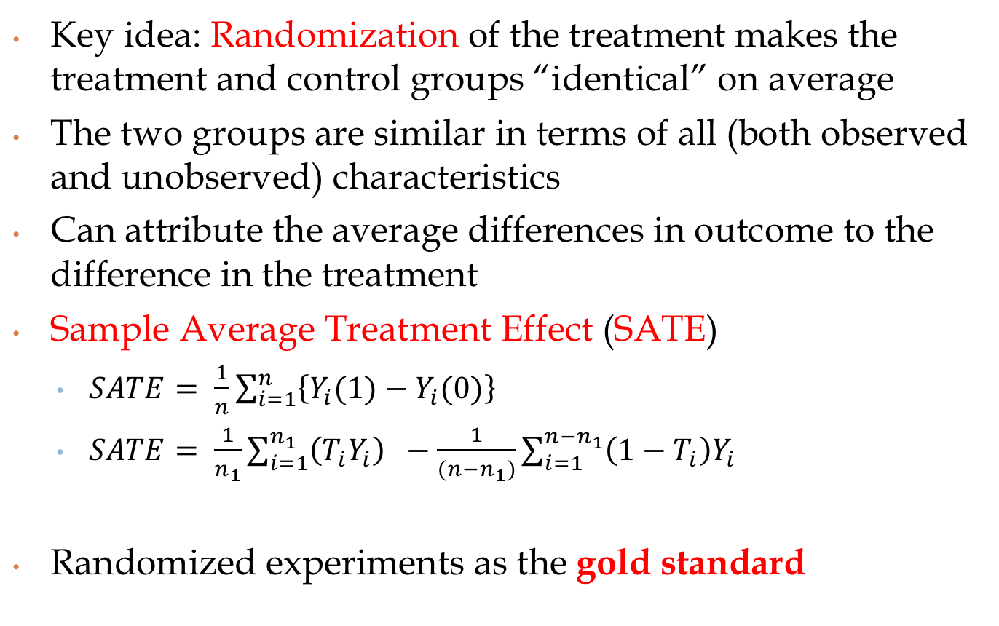 • Key idea: Randomization of the treatment makes the
treatment and control groups “identical” on average
• The two groups are similar in terms of all (both observed
and unobserved) characteristics
• Can attribute the average differences in outcome to the
difference in the treatment
• Sample Average Treatment Effect (SATE)
• SATE = \frac{1}{n} \sum_{i=1}^{n} \{Y_i(1) − Y_i(0)\}
• SATE = \frac{1}{n_1} \sum_{i=1}^{n_1} (T_i Y_i) − \frac{1}{(n−n_1)} \sum_{i=1}^{n−n_1} (1 − T_i)Y_i
• Randomized experiments as the gold standard